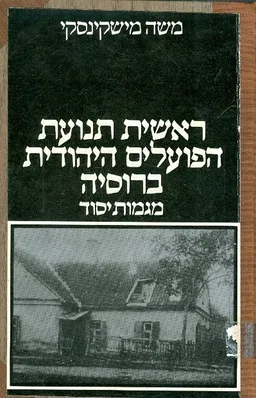 משה מישקינסקי
ראשית תנועת
הפועלים היהודית
ברוסיה
מגמות יסוד